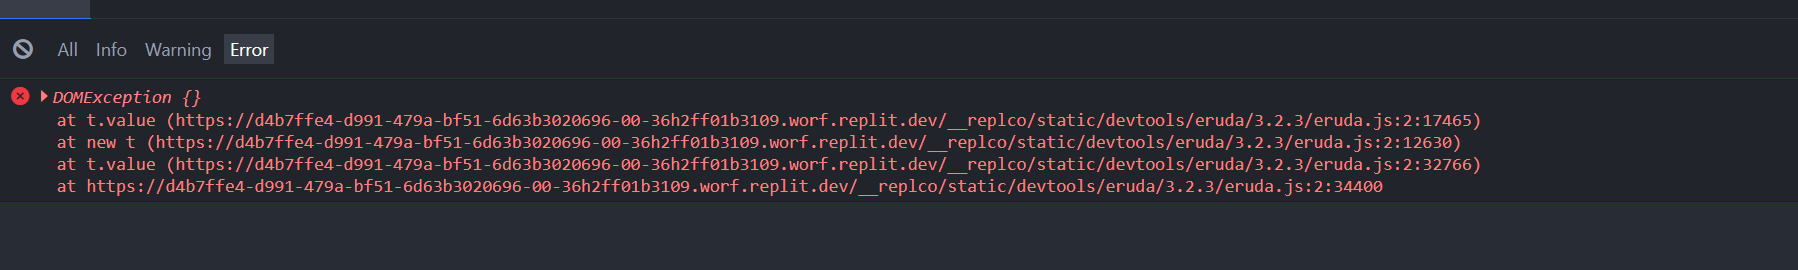 All Info Warning Error
DOMException {}
at t.value (https://d4b7ffe4-d991-479a-bf51-6d63b3020696-00-36h2ff01b3109.worf.replit.dev/__replco/static/devtools/eruda/3.2.3/eruda.js:2:17465)
at new t (https://d4b7ffe4-d991-479a-bf51-6d63b3020696-00-36h2ff01b3109.worf.replit.dev/__replco/static/devtools/eruda/3.2.3/eruda.js:2:12630)
at t.value (https://d4b7ffe4-d991-479a-bf51-6d63b3020696-00-36h2ff01b3109.worf.replit.dev/__replco/static/devtools/eruda/3.2.3/eruda.js:2:32766)
at https://d4b7ffe4-d991-479a-bf51-6d63b3020696-00-36h2ff01b3109.worf.replit.dev/__replco/static/devtools/eruda/3.2.3/eruda.js:2:34400